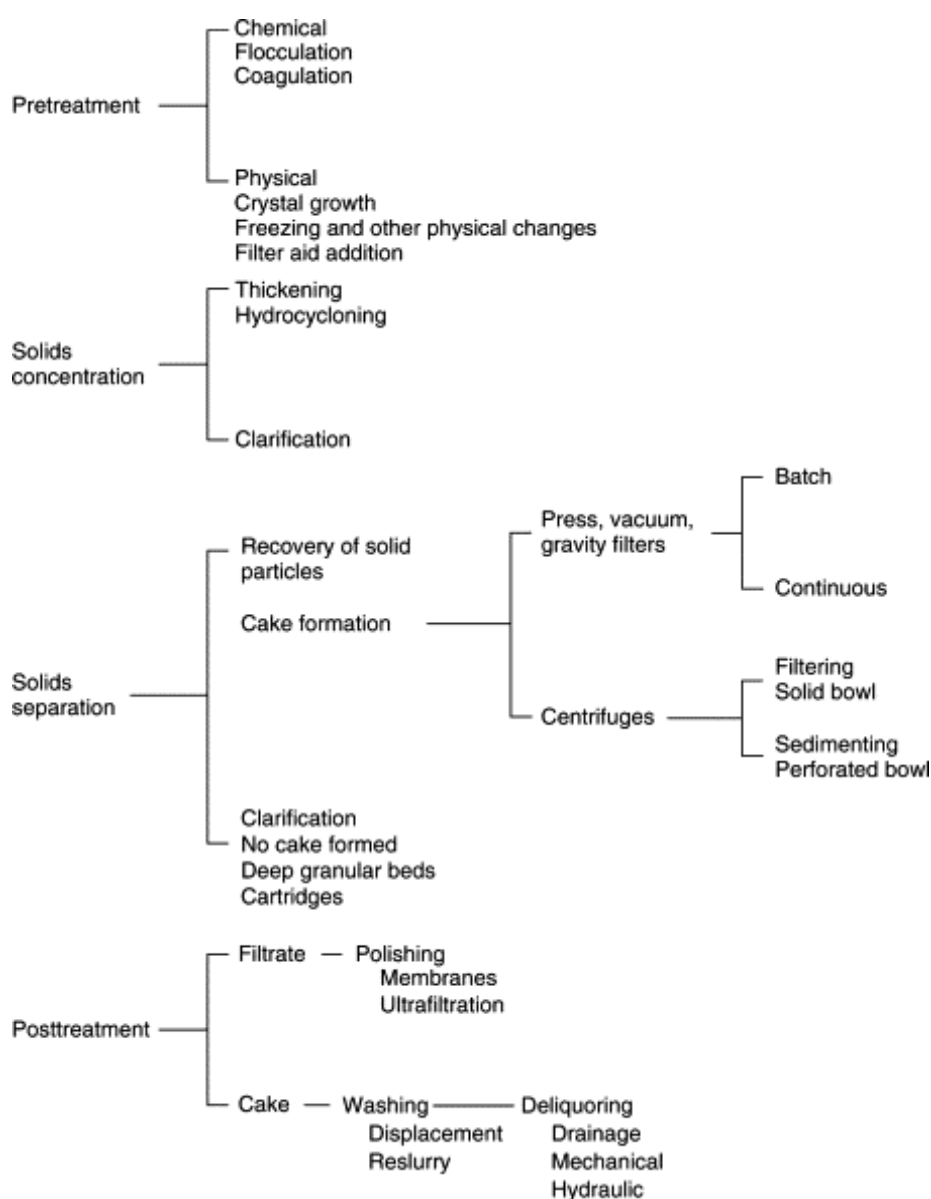 Chemical
Flocculation
Coagulation
Pretreatment
Physical
Crystal growth
Freezing and other physical changes
Filter aid addition
Thickening
Hydrocycloning
Solids
concentration
Clarification
Batch
Press, vacuum,
gravity filters
Continuous
Recovery of solid
particles
Cake formation
Filtering
Solid bowl
Centrifuges
Sedimenting
Perforated bowl
Solids
separation
Clarification
No cake formed
Deep granular beds
Cartridges
Filtrate — Polishing
Membranes
Ultrafiltration
Posttreatment
Cake — Washing — Deliquoring
Displacement Drainage
Reslurry Mechanical
Hydraulic